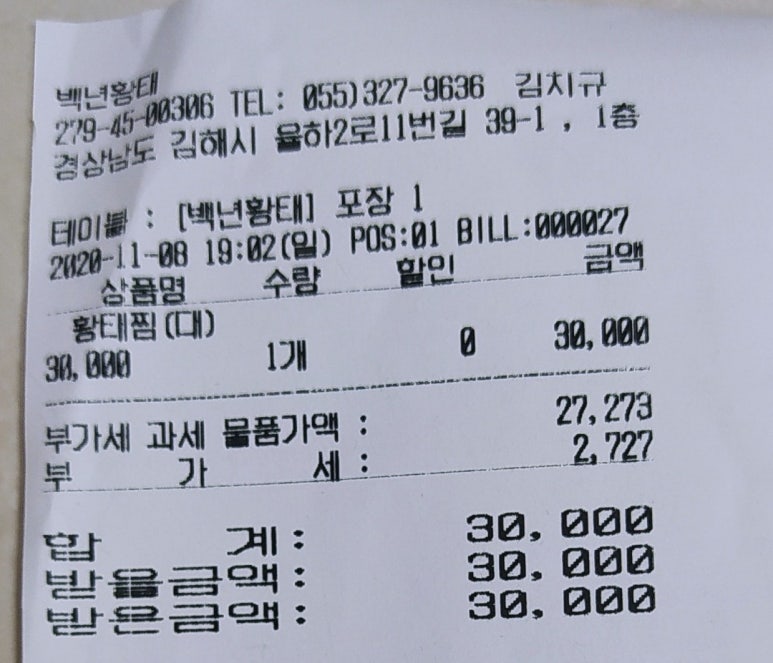 백년황태
279-45-00306 TEL: 055)327-9636 김치규
경상남도 김해시 율하2로11번길 39-1 , 1층
테이블 : [백년황태] 포장 1
2020-11-08 19:02(일) POS:01 BILL:000027
상품명 수량 할인 금액
황태찜(대)
30,000 1개 0 30,000
부가세 과세 물품가액 : 27,273
부 가 세 : 2,727
합 계 : 30,000
받을금액 : 30,000
받은금액 : 30,000